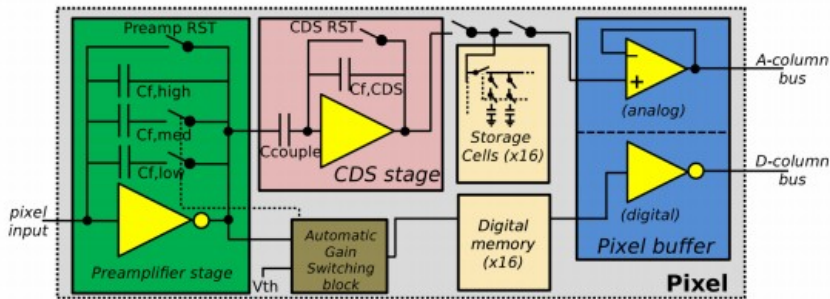 Preamp RST
Cf,high
Cf,med
Cf,low
pixel
input
Preamplifier stage
CDS RST
Cf,CDS
Ccouple
CDS stage
Automatic
Gain
Switching
block
Vth
Storage
Cells (x16)
Digital
memory
(x16)
(analog)
(digital)
Pixel buffer
A-column
bus
D-column
bus
Pixel